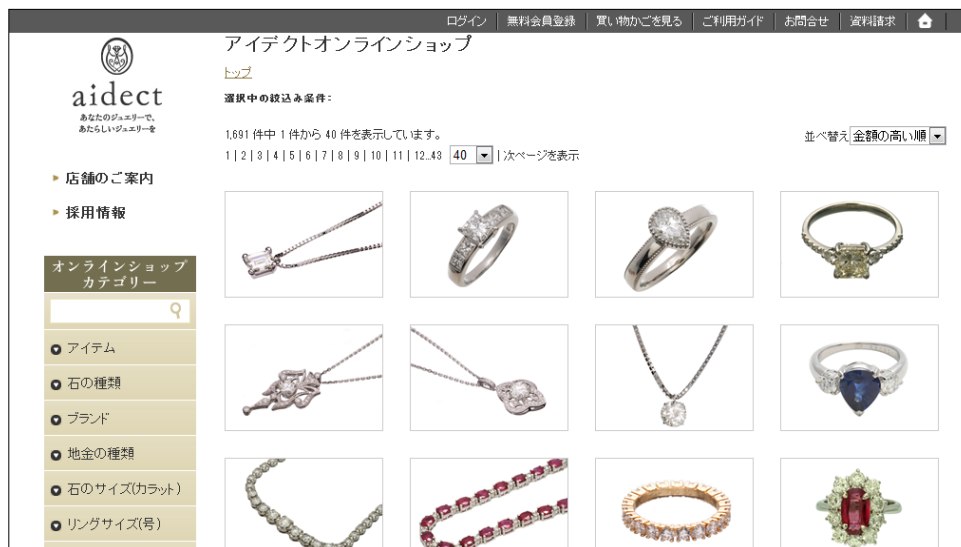 ログイン 無料会員登録 買い物かごを見る ご利用ガイド お問合せ 資料請求
aidect
あなたのジュエリーで、
あたらしいジュエリーを
店舗のご案内
採用情報
オンラインショップ
カテゴリー
アイテム
石の種類
ブランド
地金の種類
石のサイズ(カラット)
リングサイズ(号)
アイデクトオンラインショップ
トップ
選択中の絞込み条件:
1,691 件中 1 件から 40 件を表示しています。
並べ替え 金額の高い順
1 | 2 | 3 | 4 | 5 | 6 | 7 | 8 | 9 | 10 | 11 | 12...43 40 | 次ページを表示